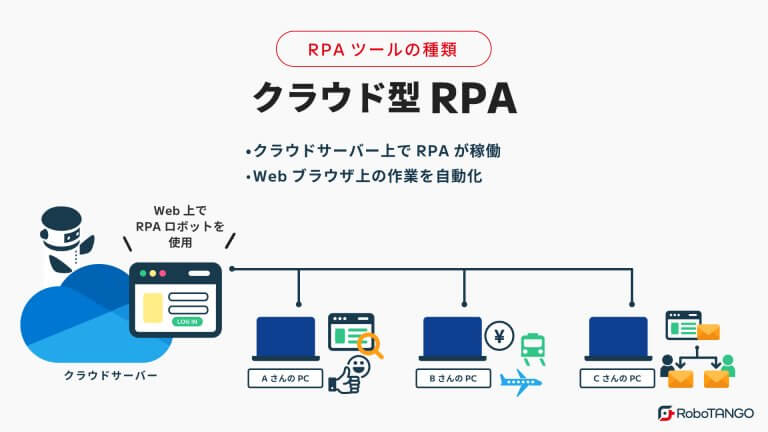 RPA ツールの種類
クラウド型 RPA
•クラウドサーバー上で RPA が稼働
•Web ブラウザ上の作業を自動化
Web 上で
RPA ロボットを
使用
LOG IN
クラウドサーバー
A さんの PC
¥
B さんの PC
C さんの PC
RoboTANGO